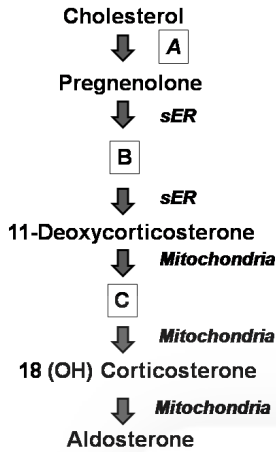 Cholesterol
A
Pregnenolone
sER
B
sER
11-Deoxycorticosterone
Mitochondria
C
Mitochondria
18 (OH) Corticosterone
Mitochondria
Aldosterone